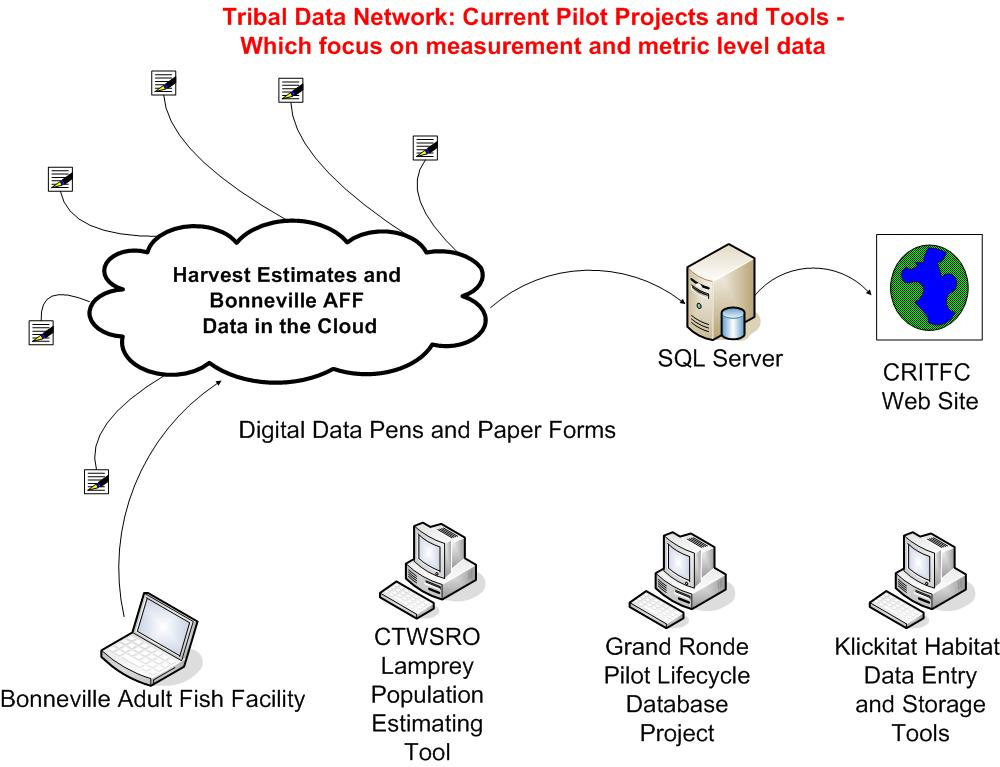 Tribal Data Network: Current Pilot Projects and Tools -
Which focus on measurement and metric level data
Harvest Estimates and
Bonneville AFF
Data in the Cloud
SQL Server
CRITFC
Web Site
Digital Data Pens and Paper Forms
Bonneville Adult Fish Facility
CTWSRO
Lamprey
Population
Estimating
Tool
Grand Ronde
Pilot Lifecycle
Database
Project
Klickitat Habitat
Data Entry
and Storage
Tools